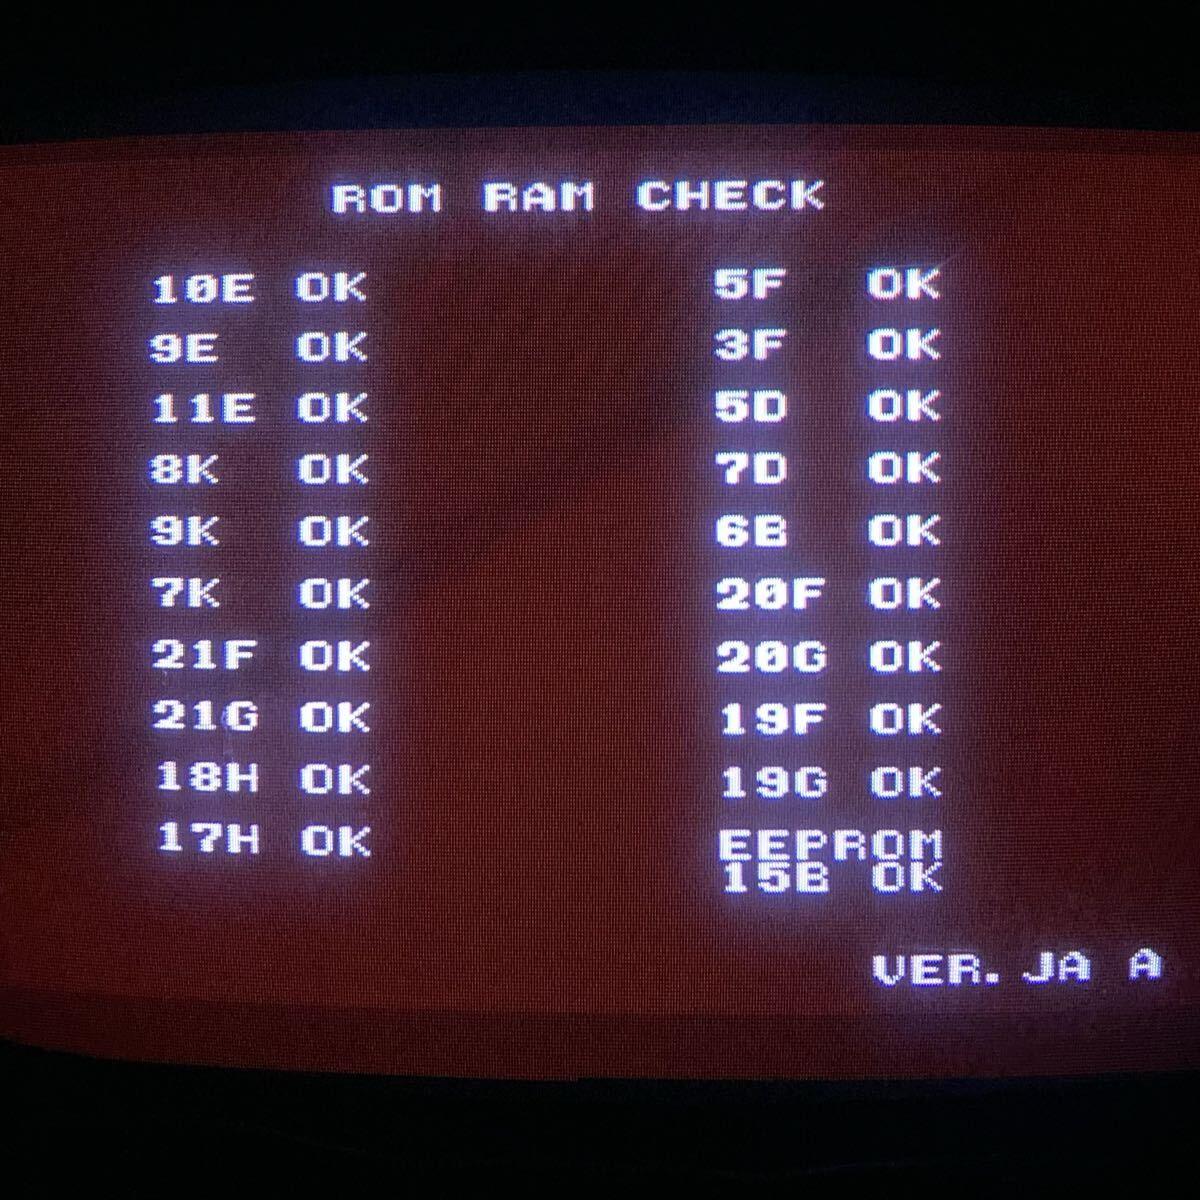 ROM RAM CHECK
10E OK 5F OK
9E OK 3F OK
11E OK 5D OK
8K OK 7D OK
9K OK 6B OK
7K OK 20F OK
21F OK 20G OK
21G OK 19F OK
18H OK 19G OK
17H OK EEPROM
15B OK
VER. JA A